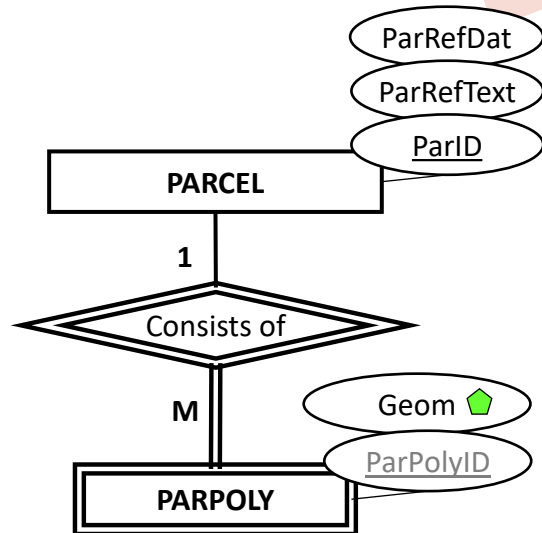 ParRefDat
ParRefText
ParID
PARCEL
1
Consists of
M
Geom
ParPolyID
PARPOLY